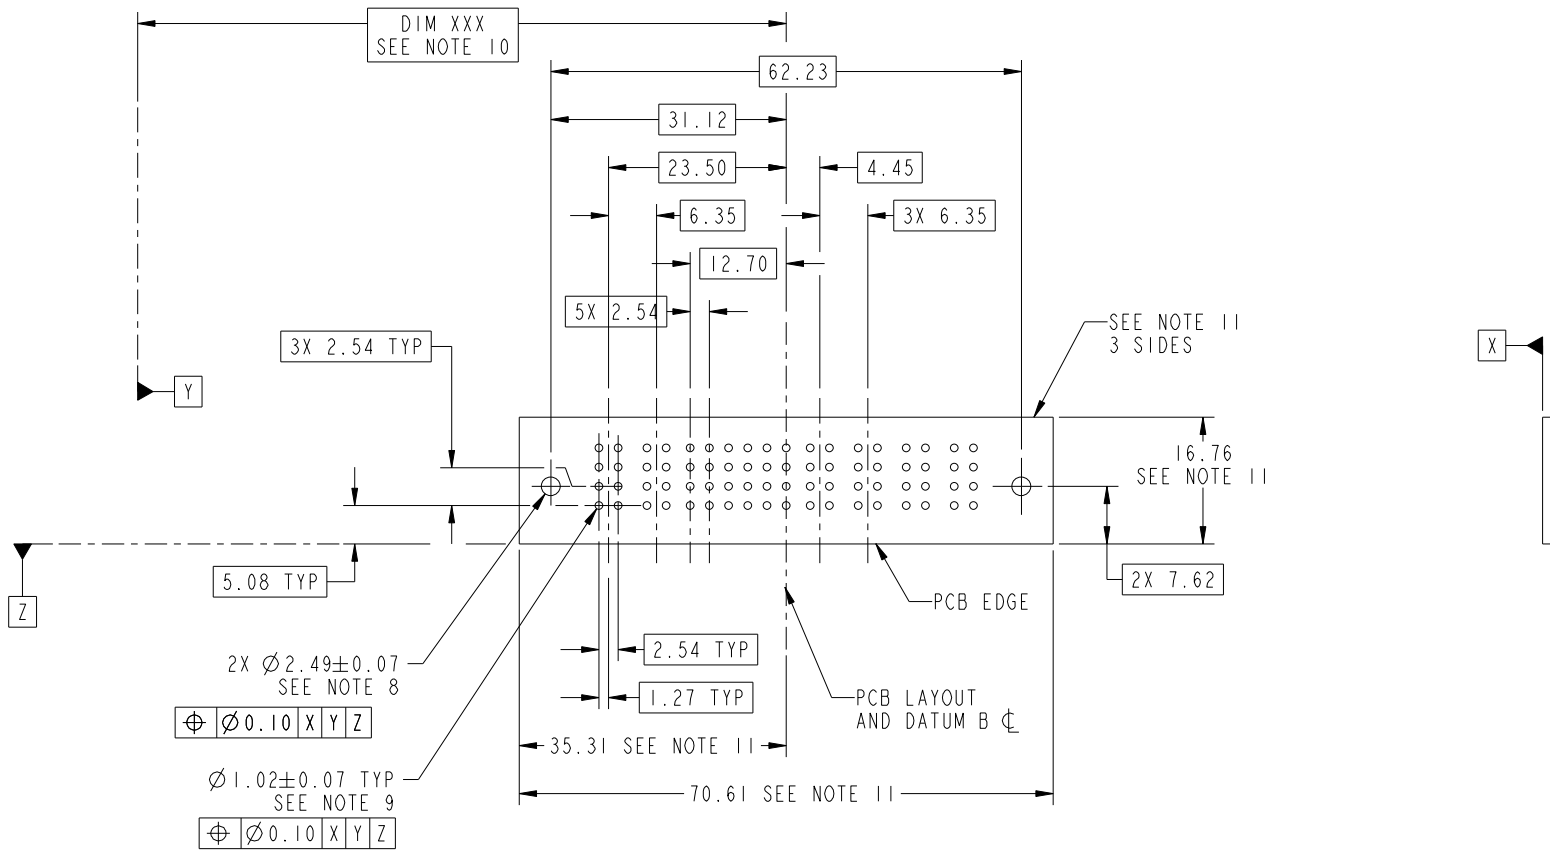 DIM XXX
SEE NOTE 10
62.23
31.12
23.50
4.45
6.35
3X 6.35
12.70
5X 2.54
3X 2.54 TYP
SEE NOTE 11
3 SIDES
X
Y
16.76
SEE NOTE 11
5.08 TYP
2X 7.62
Z
PCB EDGE
2X ⌀2.49±0.07
SEE NOTE 8
2.54 TYP
1.27 TYP
⌖ ⌀0.10 X Y Z
PCB LAYOUT
AND DATUM B ℄
35.31 SEE NOTE 11
⌀1.02±0.07 TYP
SEE NOTE 9
70.61 SEE NOTE 11
⌖ ⌀0.10 X Y Z